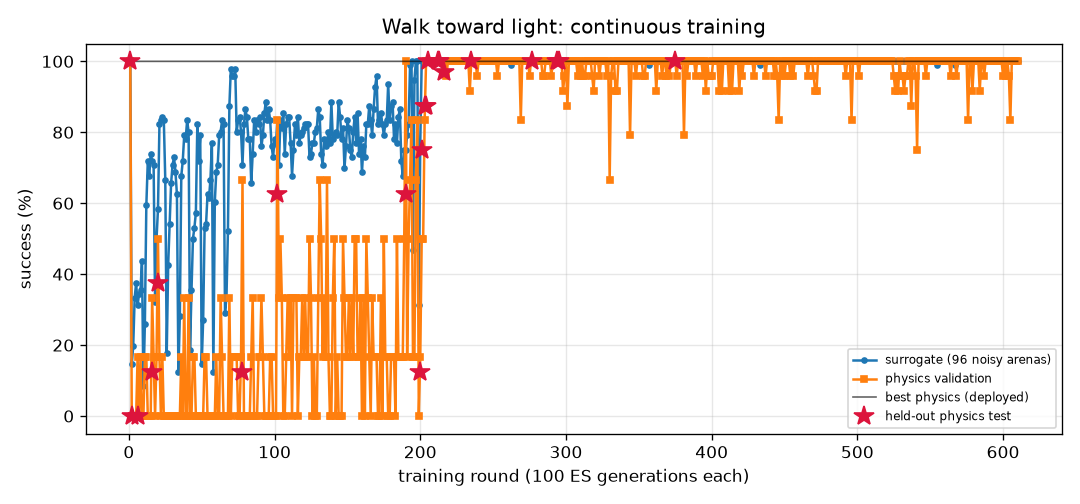 Walk toward light: continuous training
success (%)
100
80
60
40
20
0
0
100
200
300
400
500
600
training round (100 ES generations each)
surrogate (96 noisy arenas)
physics validation
best physics (deployed)
held-out physics test